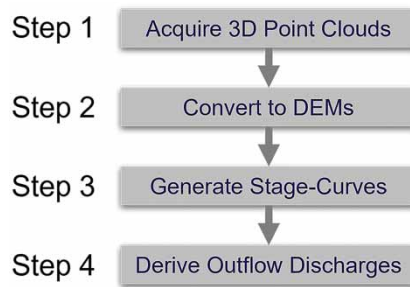 Step 1 Acquire 3D Point Clouds
Step 2 Convert to DEMs
Step 3 Generate Stage-Curves
Step 4 Derive Outflow Discharges